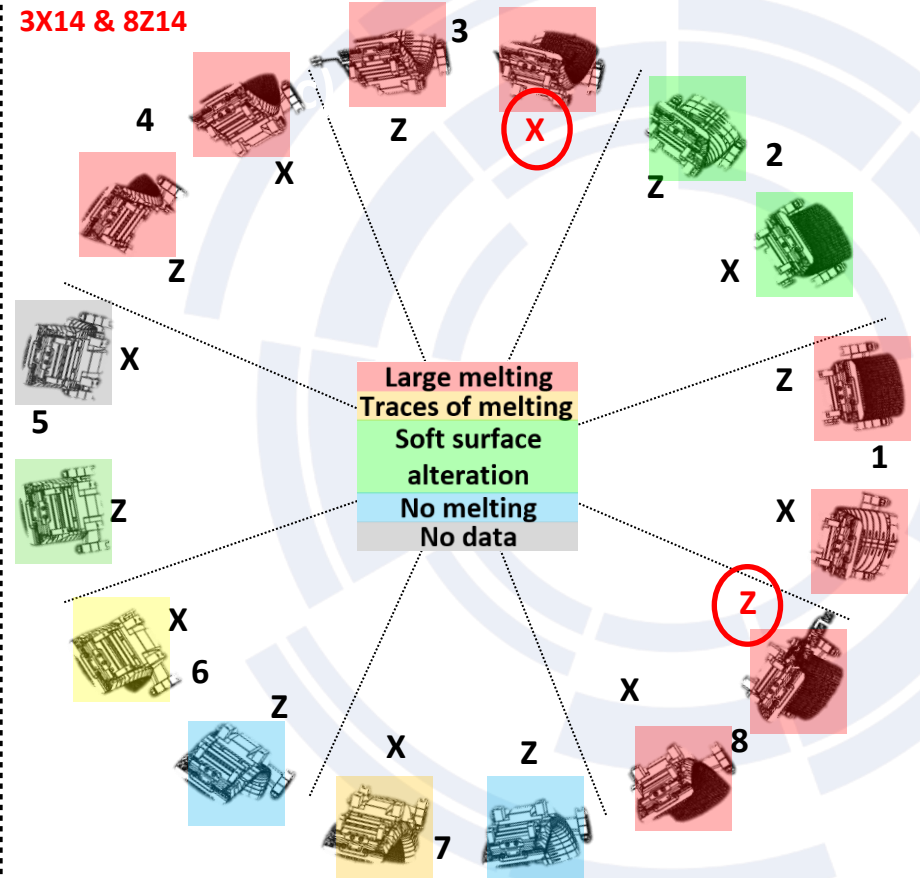 3X14 & 8Z14
3
4
Z
X
X
2
Z
Z
X
X
Large melting
Traces of melting
Soft surface
alteration
No melting
No data
Z
5
1
Z
X
Z
X
6
X
Z
X
Z
8
7